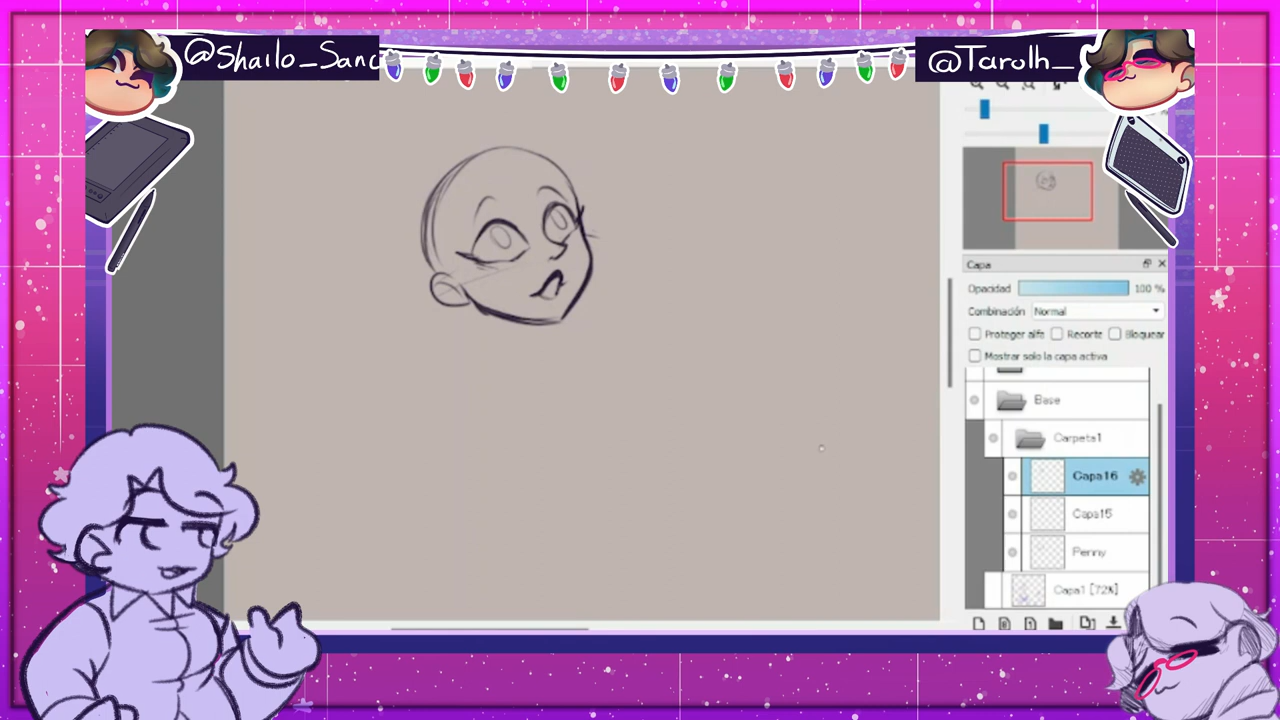 @Shailo_Sanc
@Tarolh_
Capa
Opacidad 100 %
Combinación Normal
Proteger alfa Recorte Bloquear
Mostrar solo la capa activa
Base
Carpeta1
Capa16
Capa15
Penny
Capa1 [72%]